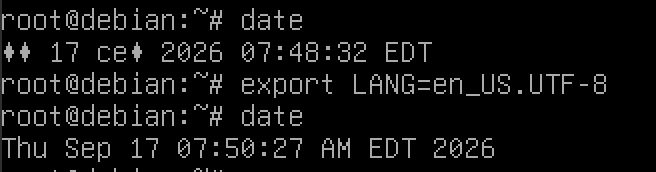 root@debian:~# date
♦♦ 17 се♦ 2026 07:48:32 EDT
root@debian:~# export LANG=en_US.UTF-8
root@debian:~# date
Thu Sep 17 07:50:27 AM EDT 2026